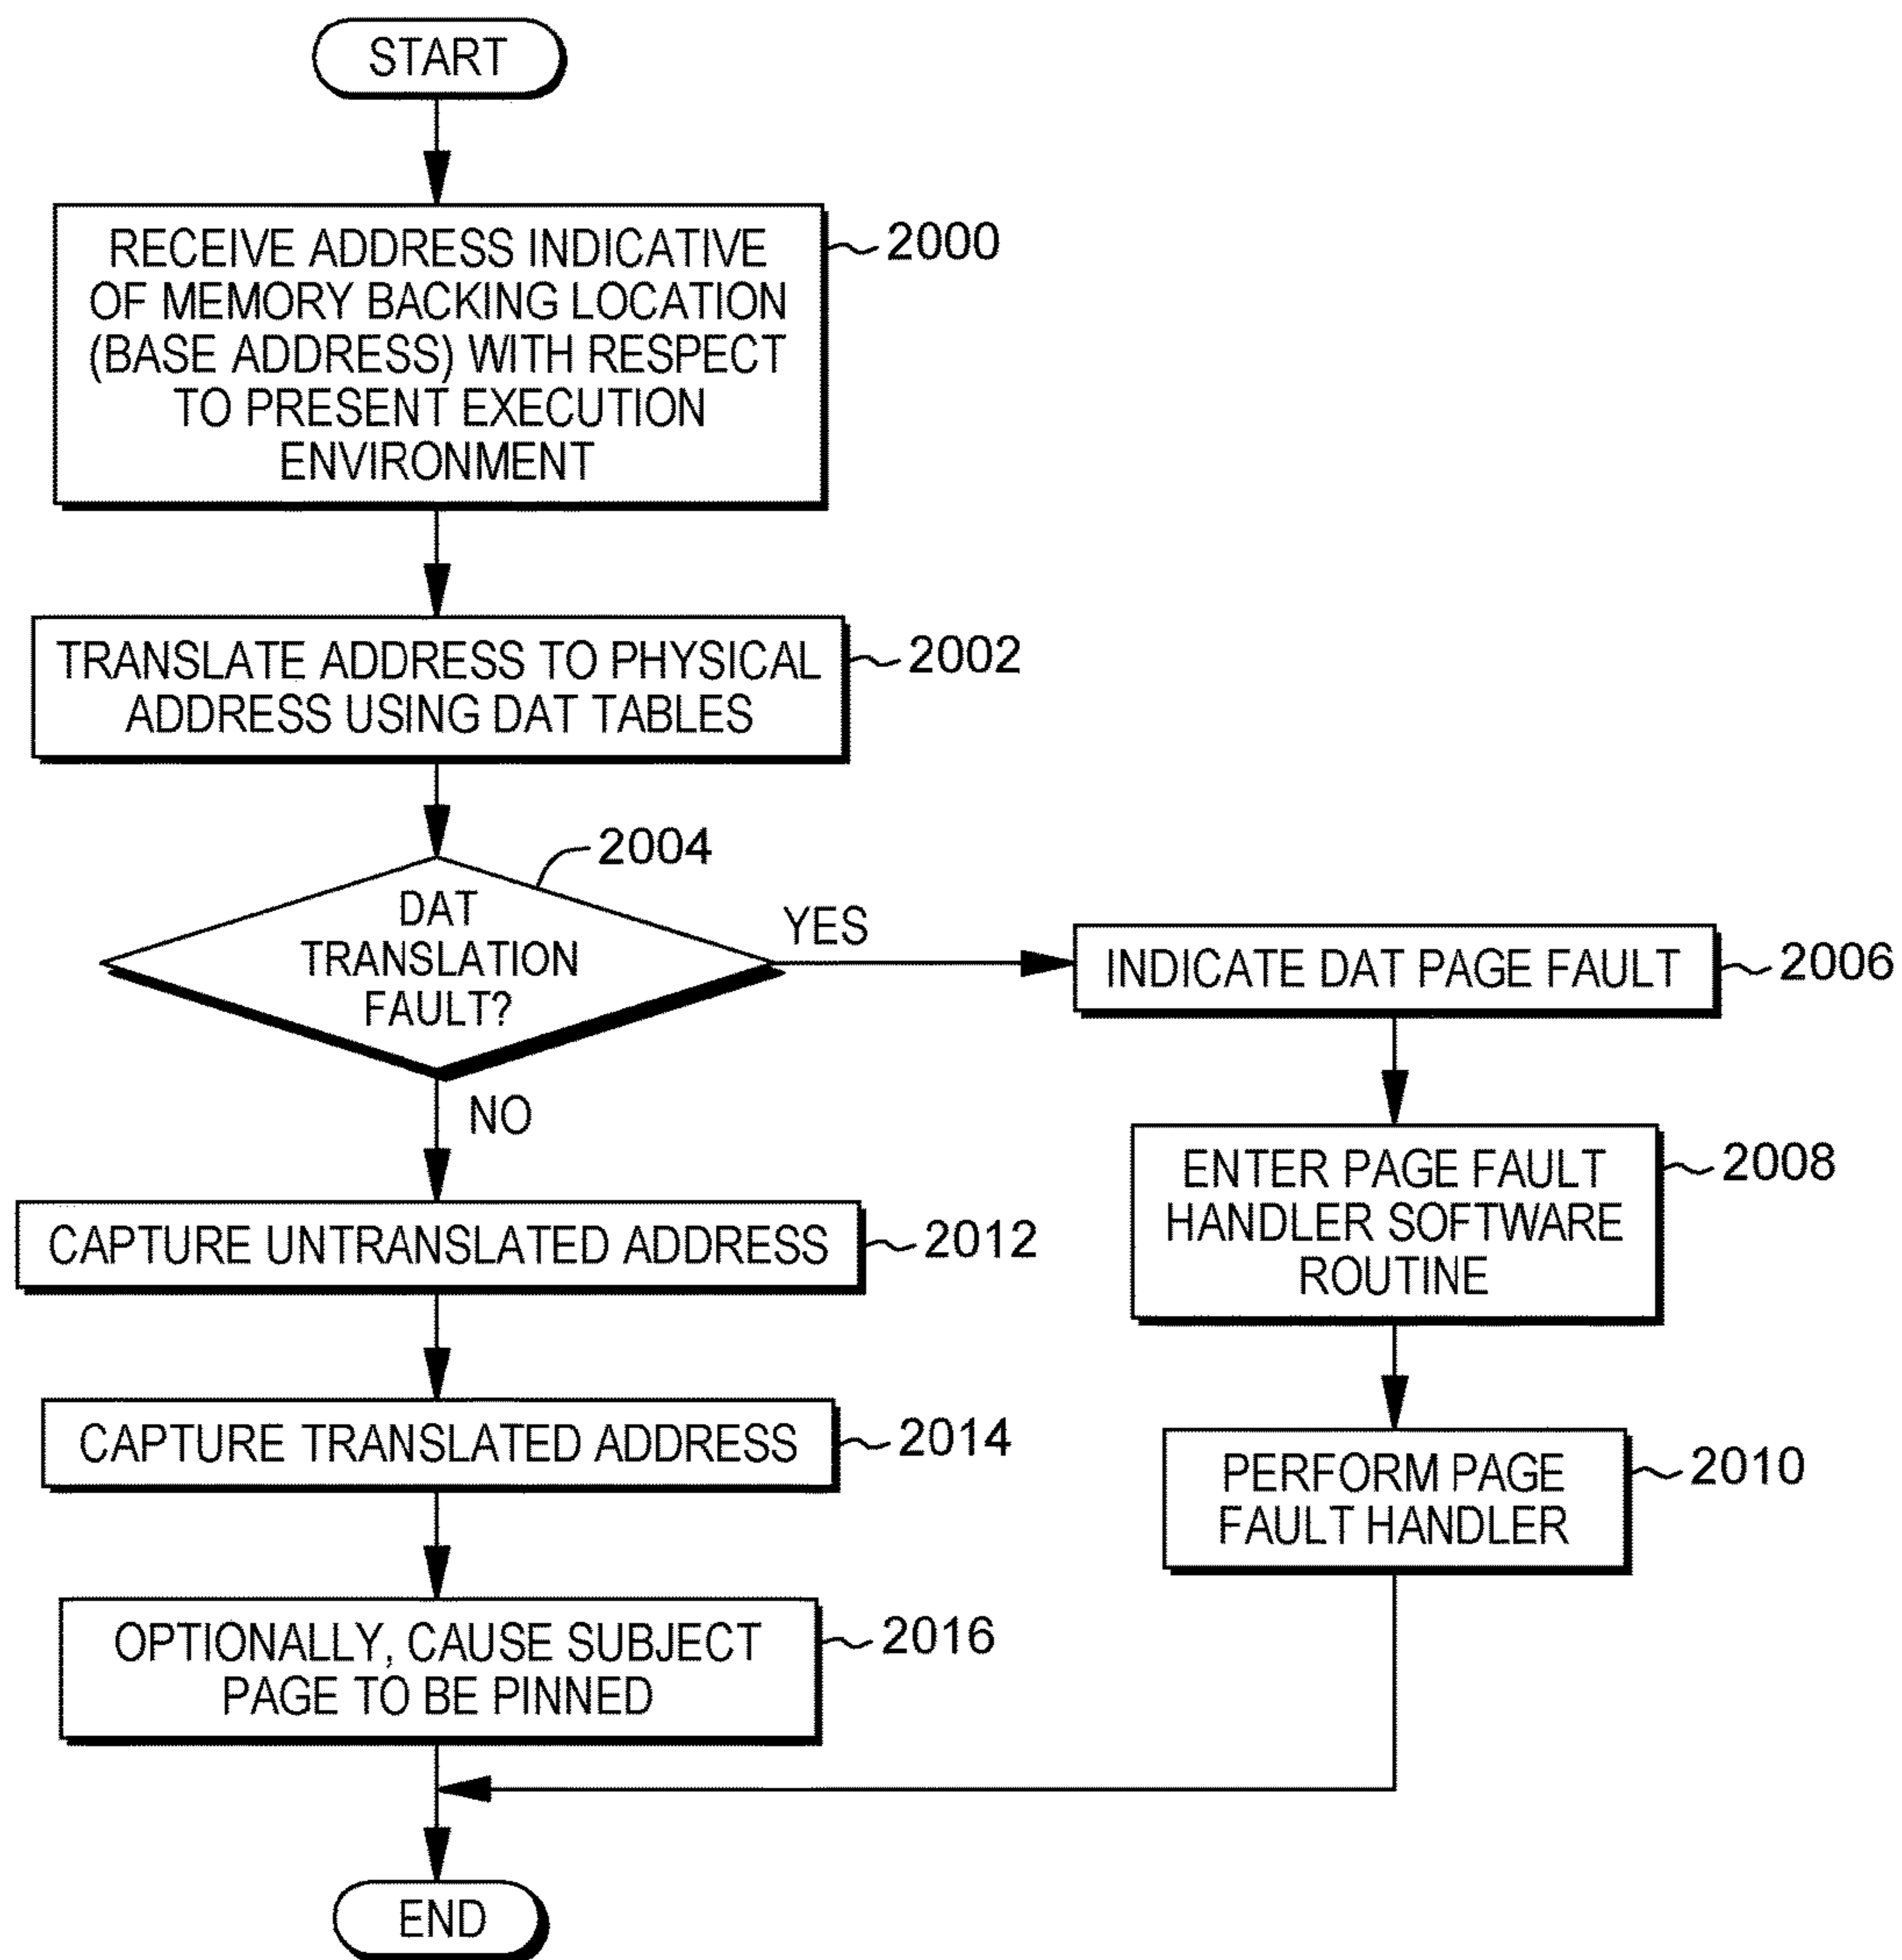 START
RECEIVE ADDRESS INDICATIVE
OF MEMORY BACKING LOCATION
(BASE ADDRESS) WITH RESPECT
TO PRESENT EXECUTION
ENVIRONMENT
2000
TRANSLATE ADDRESS TO PHYSICAL
ADDRESS USING DAT TABLES
2002
2004
DAT
TRANSLATION
FAULT?
YES
INDICATE DAT PAGE FAULT
2006
NO
ENTER PAGE FAULT
HANDLER SOFTWARE
ROUTINE
2008
CAPTURE UNTRANSLATED ADDRESS
2012
CAPTURE TRANSLATED ADDRESS
2014
PERFORM PAGE
FAULT HANDLER
2010
OPTIONALLY, CAUSE SUBJECT
PAGE TO BE PINNED
2016
END